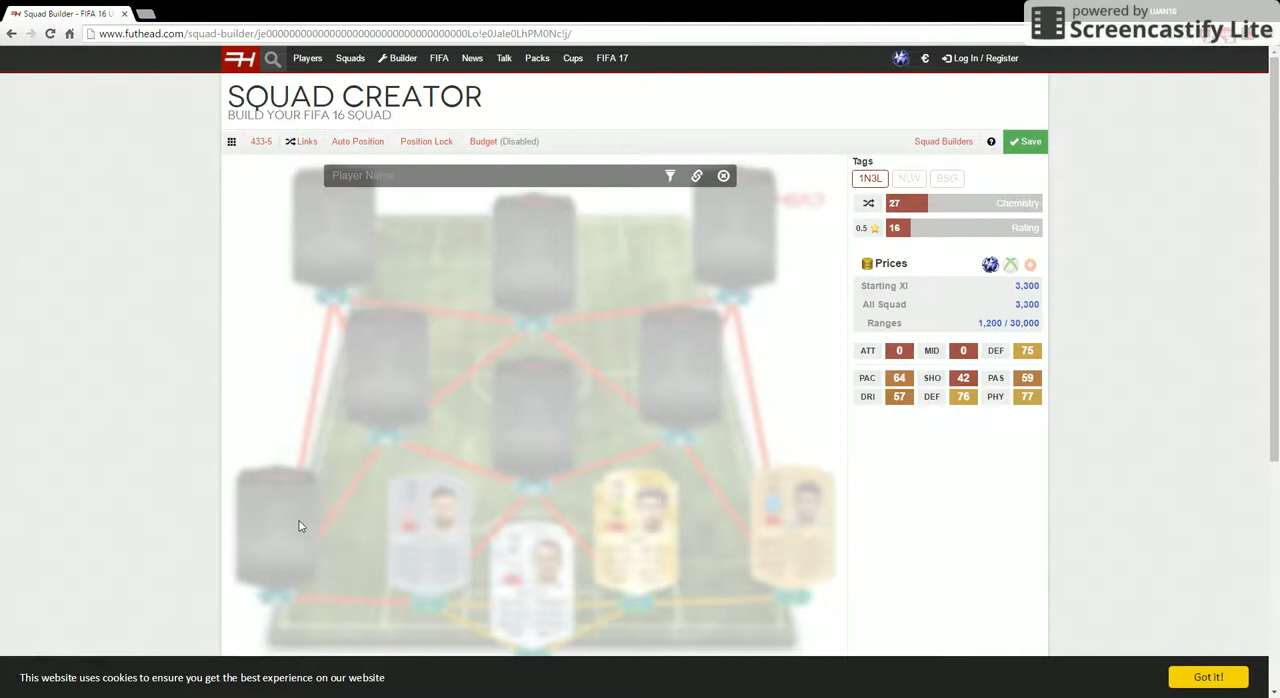 Squad Builder - FIFA 16 U
powered by LUAN10
Screencastify Lite
www.futhead.com/squad-builder/
Players Squads Builder FIFA News Talk Packs Cups FIFA 17 € Log In / Register
SQUAD CREATOR
BUILD YOUR FIFA 16 SQUAD
433-5 Links Auto Position Position Lock Budget (Disabled) Squad Builders Save
Player Name
Tags
1N3L NLW BSG
27 Chemistry
0.5 16 Rating
Prices
Starting XI 3,300
All Squad 3,300
Ranges 1,200 / 30,000
ATT 0 MID 0 DEF 75
PAC 64 SHO 42 PAS 59
DRI 57 DEF 76 PHY 77
This website uses cookies to ensure you get the best experience on our website Got it!